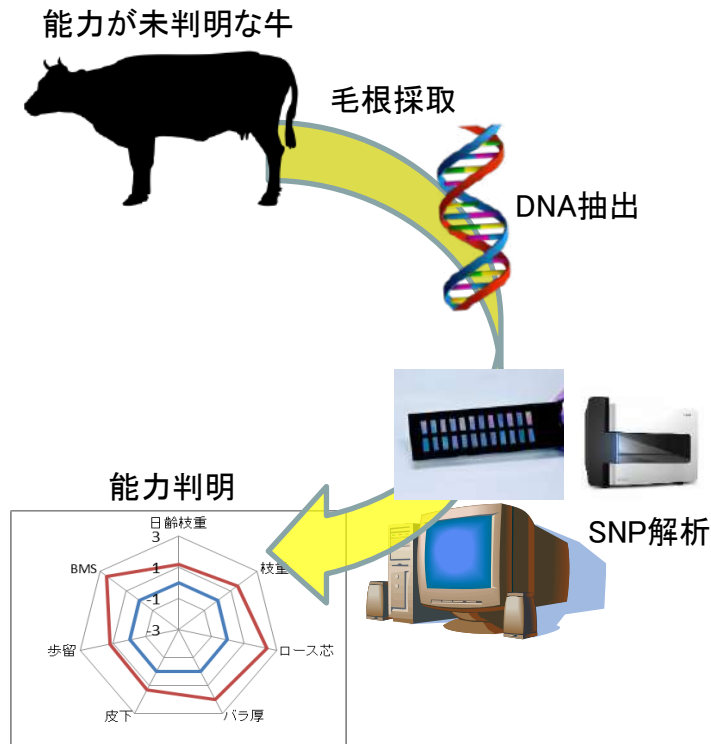 能力が未判明な牛
毛根採取
DNA抽出
SNP解析
能力判明
日齢枝重
3
BMS
1
枝重
-1
-3
歩留
ロース芯
皮下
バラ厚